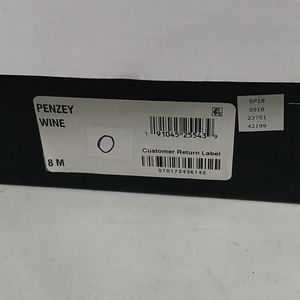 PENZEY
WINE
O
8 M
1 91045 25543 9
Customer Return Label
070172436142
SP18
0918
23751
42199